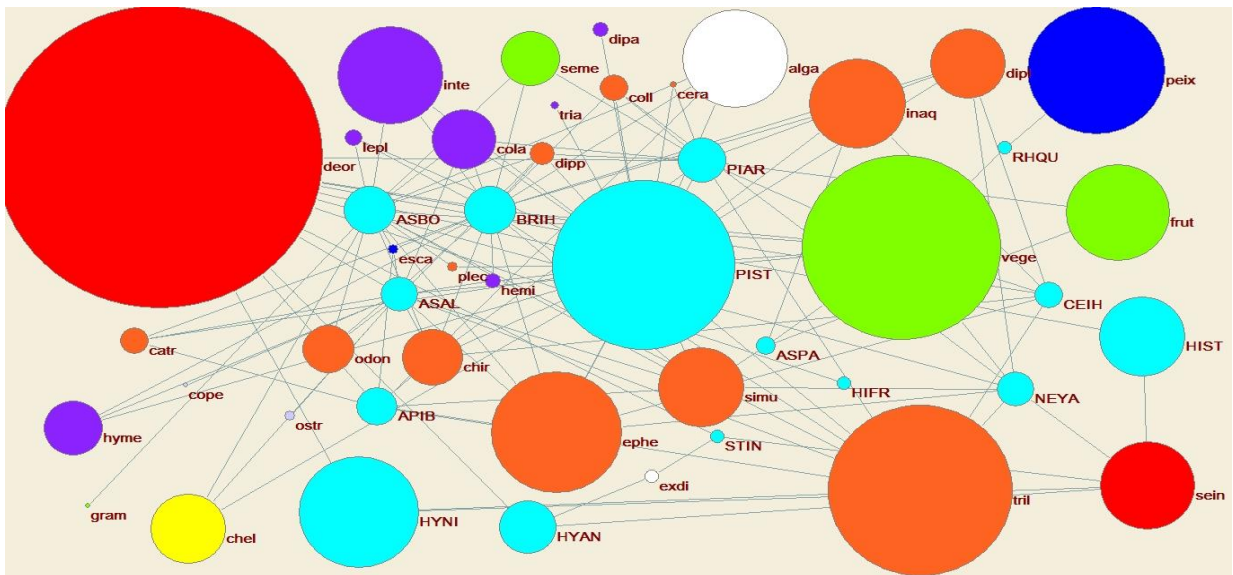 dipa
dip
alga
seme
peix
inte
coll
cera
inaq
tria
RHQU
lepl
cola
dipp
deor
PIAR
ASBO
BRIH
frut
vege
esca
plec
hemi
PIST
ASAL
CEIH
catr
odon
chir
ASPA
HIST
cope
simu
HIFR
NEYA
hyme
ostr
APIB
ephe
STIN
exdi
sein
tril
gram
chel
HYNI
HYAN